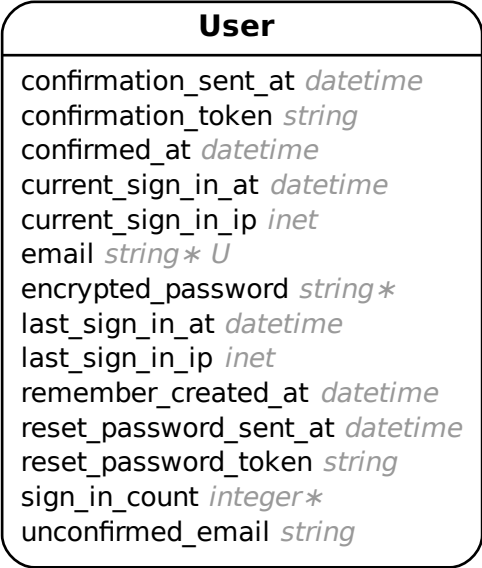 User
confirmation_sent_at datetime
confirmation_token string
confirmed_at datetime
current_sign_in_at datetime
current_sign_in_ip inet
email string∗ U
encrypted_password string∗
last_sign_in_at datetime
last_sign_in_ip inet
remember_created_at datetime
reset_password_sent_at datetime
reset_password_token string
sign_in_count integer∗
unconfirmed_email string